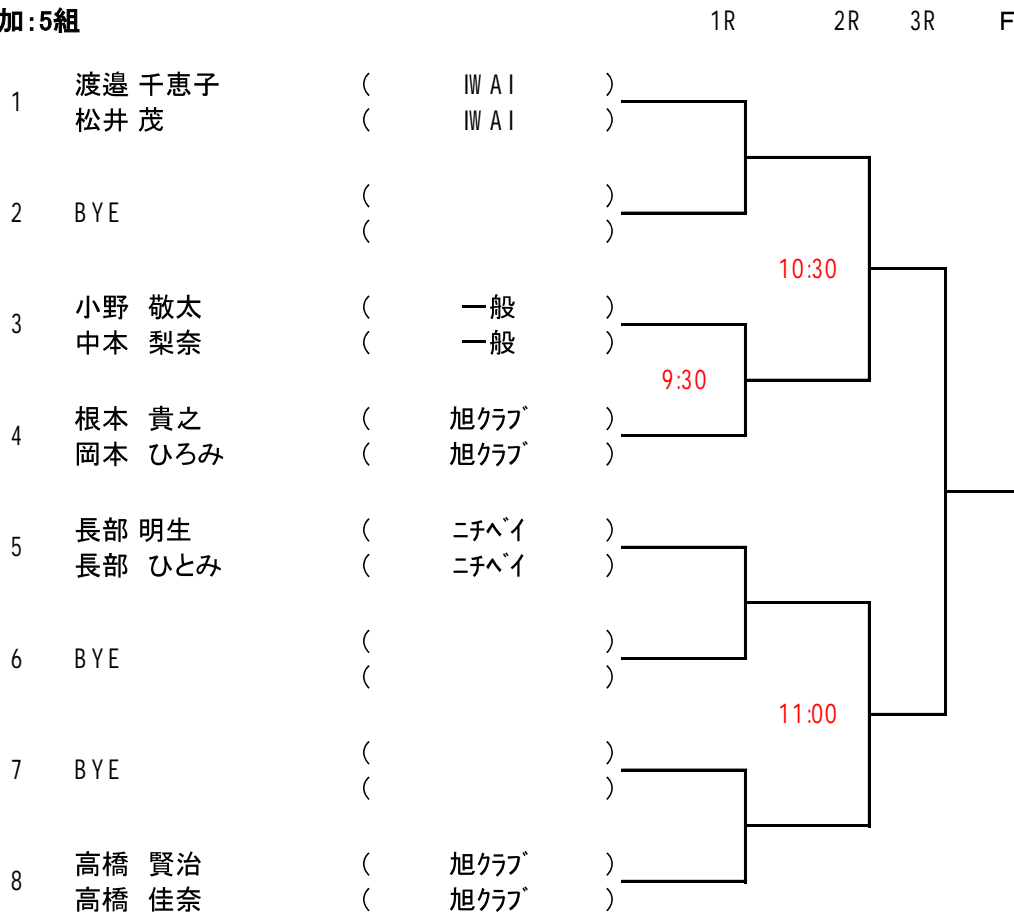 加:5組 1R 2R 3R F
1 渡邉 千恵子 ( IWAI )
松井 茂 ( IWAI )
2 BYE ( )
( )
10:30
3 小野 敬太 ( 一般 )
中本 梨奈 ( 一般 )
9:30
4 根本 貴之 ( 旭クラブ )
岡本 ひろみ ( 旭クラブ )
5 長部 明生 ( ニチベイ )
長部 ひとみ ( ニチベイ )
6 BYE ( )
( )
11:00
7 BYE ( )
( )
8 高橋 賢治 ( 旭クラブ )
高橋 佳奈 ( 旭クラブ )